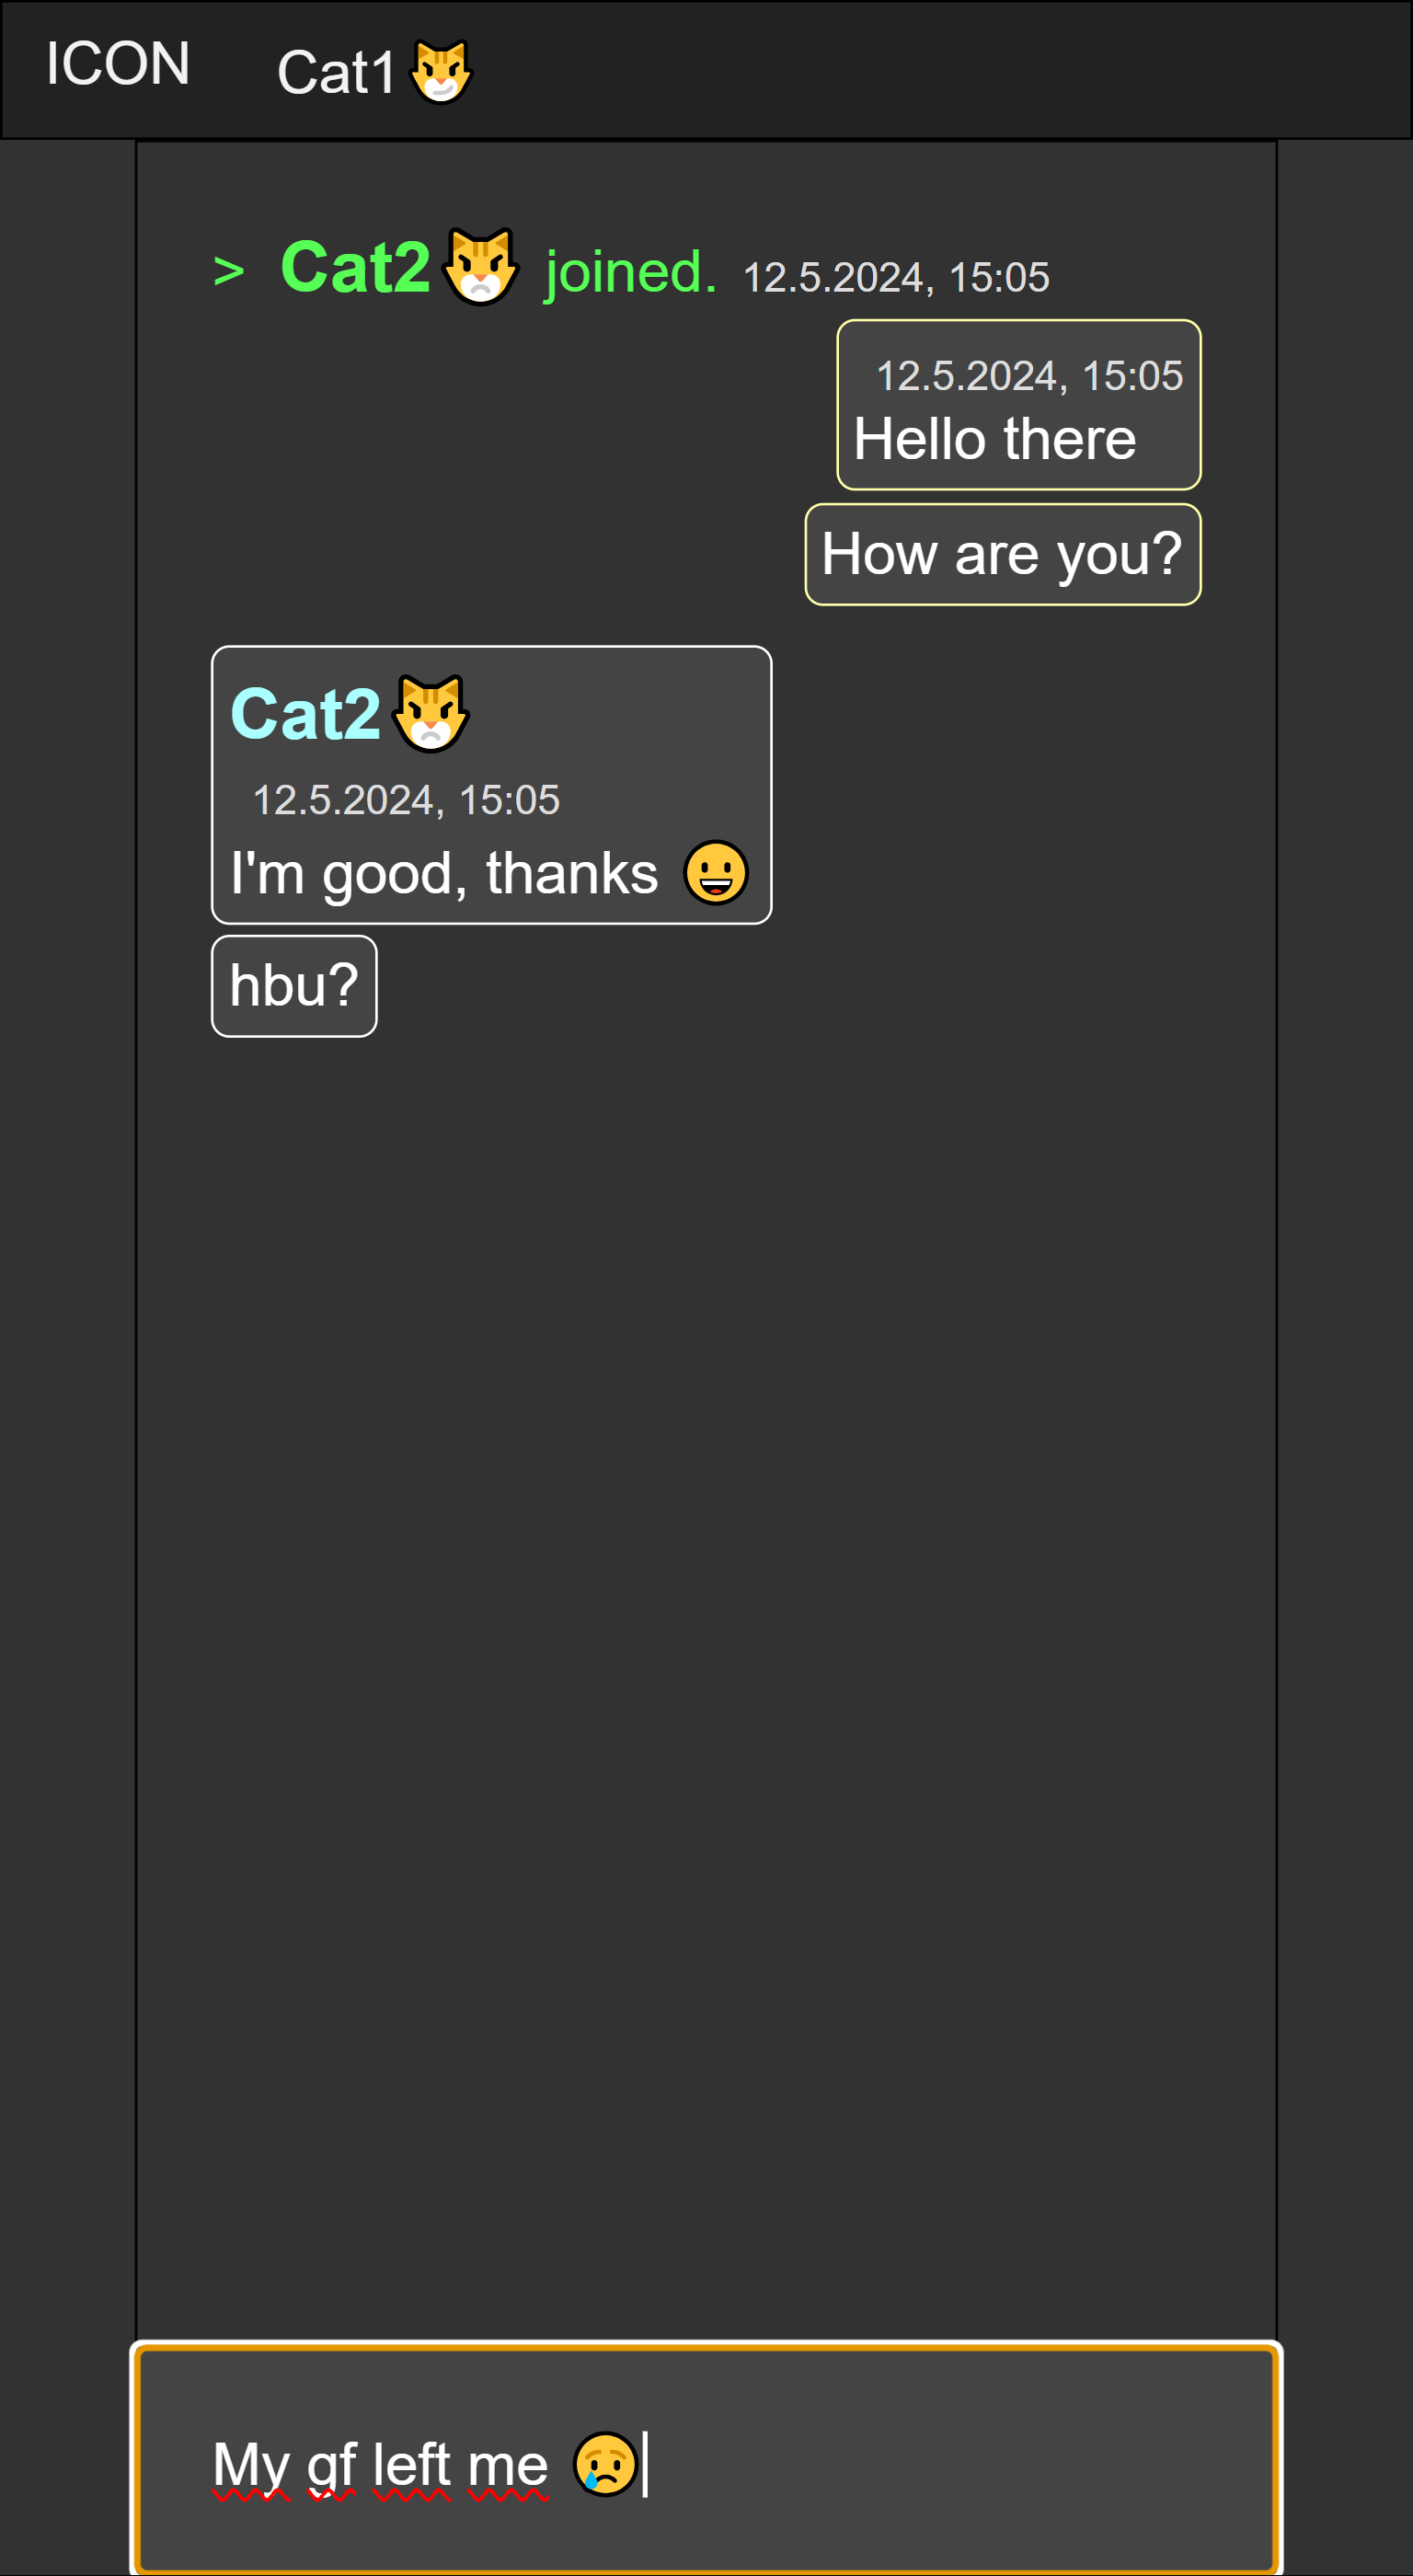 ICON Cat1🐯
> Cat2🐯 joined. 12.5.2024, 15:05
12.5.2024, 15:05
Hello there
How are you?
Cat2🐯
12.5.2024, 15:05
I'm good, thanks 😀
hbu?
My gf left me 😢